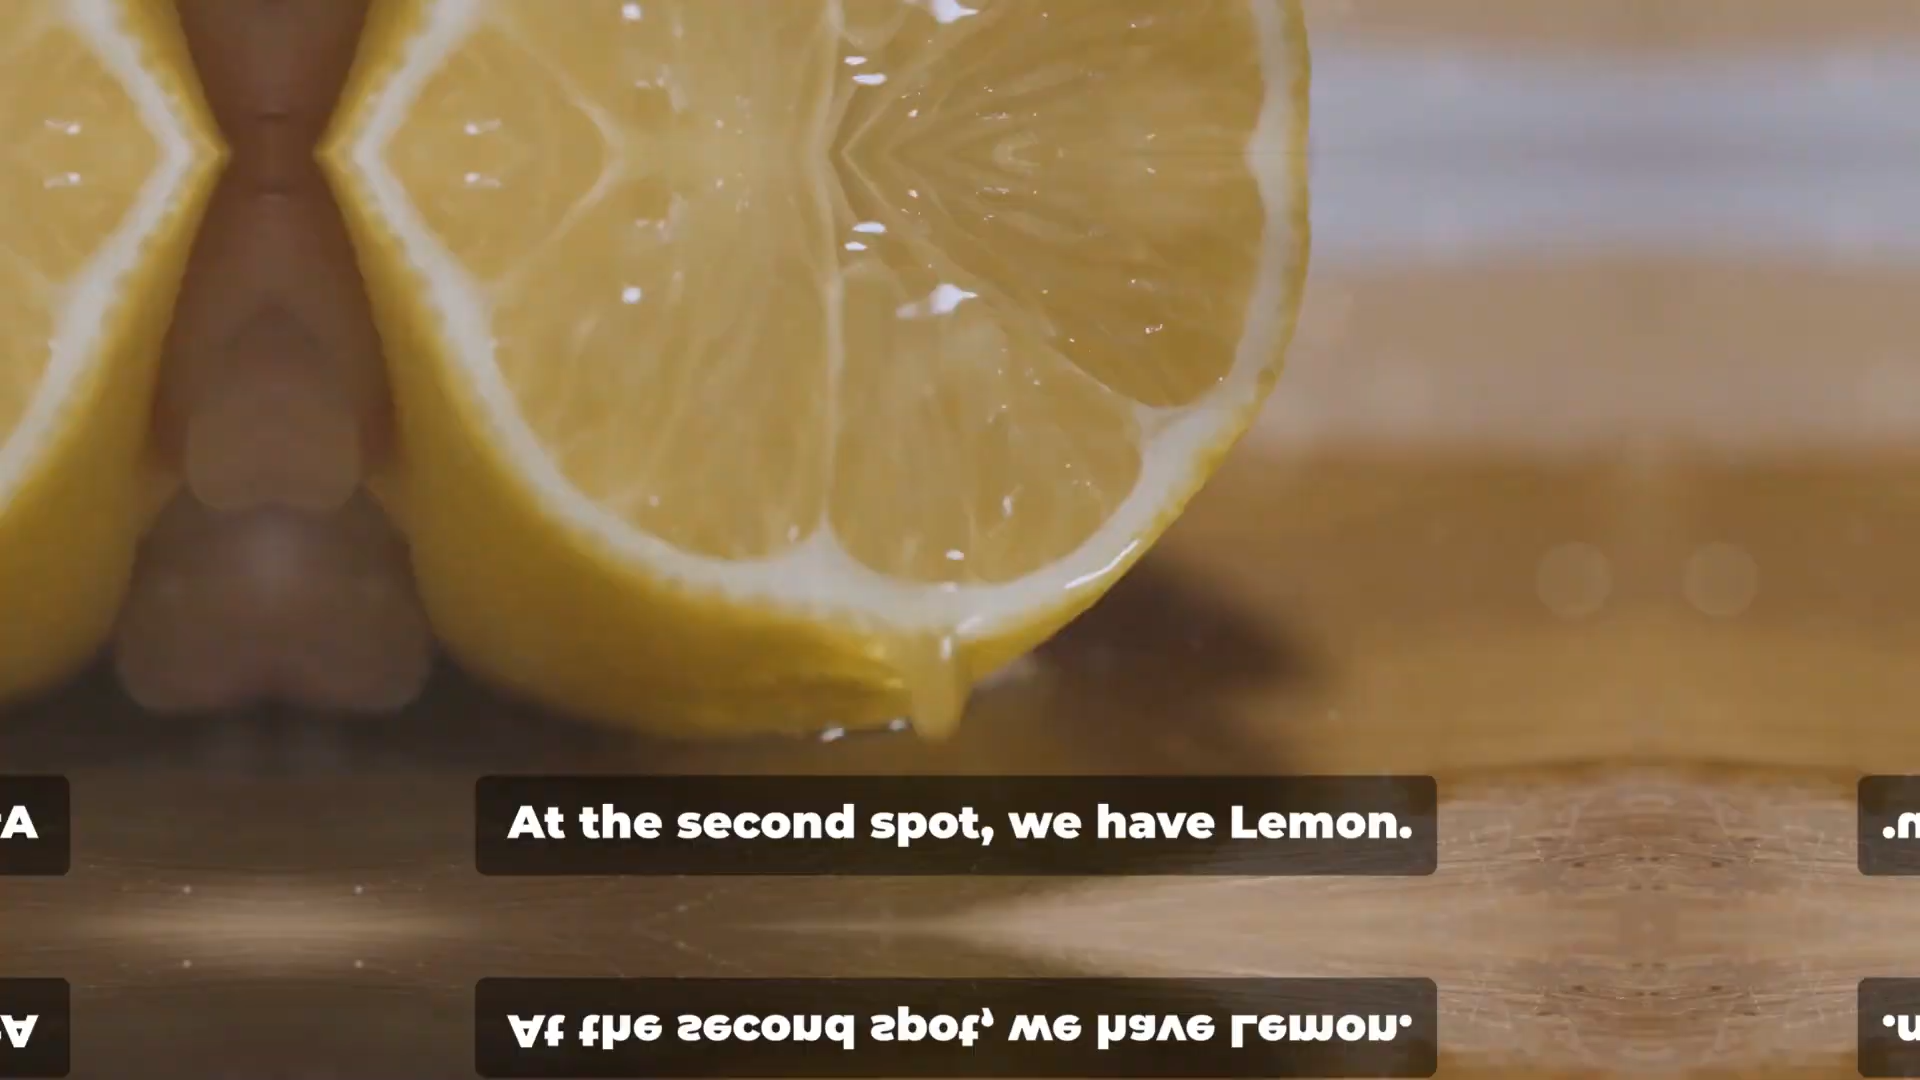 At the second spot, we have Lemon.
At the second spot, we have Lemon.